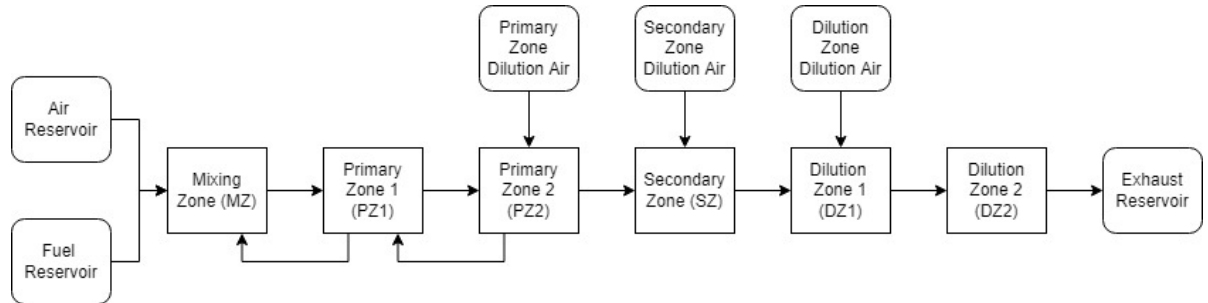 Primary
Zone
Dilution Air
Secondary
Zone
Dilution Air
Dilution
Zone
Dilution Air
Air
Reservoir
Mixing
Zone (MZ)
Primary
Zone 1
(PZ1)
Primary
Zone 2
(PZ2)
Secondary
Zone (SZ)
Dilution
Zone 1
(DZ1)
Dilution
Zone 2
(DZ2)
Exhaust
Reservoir
Fuel
Reservoir